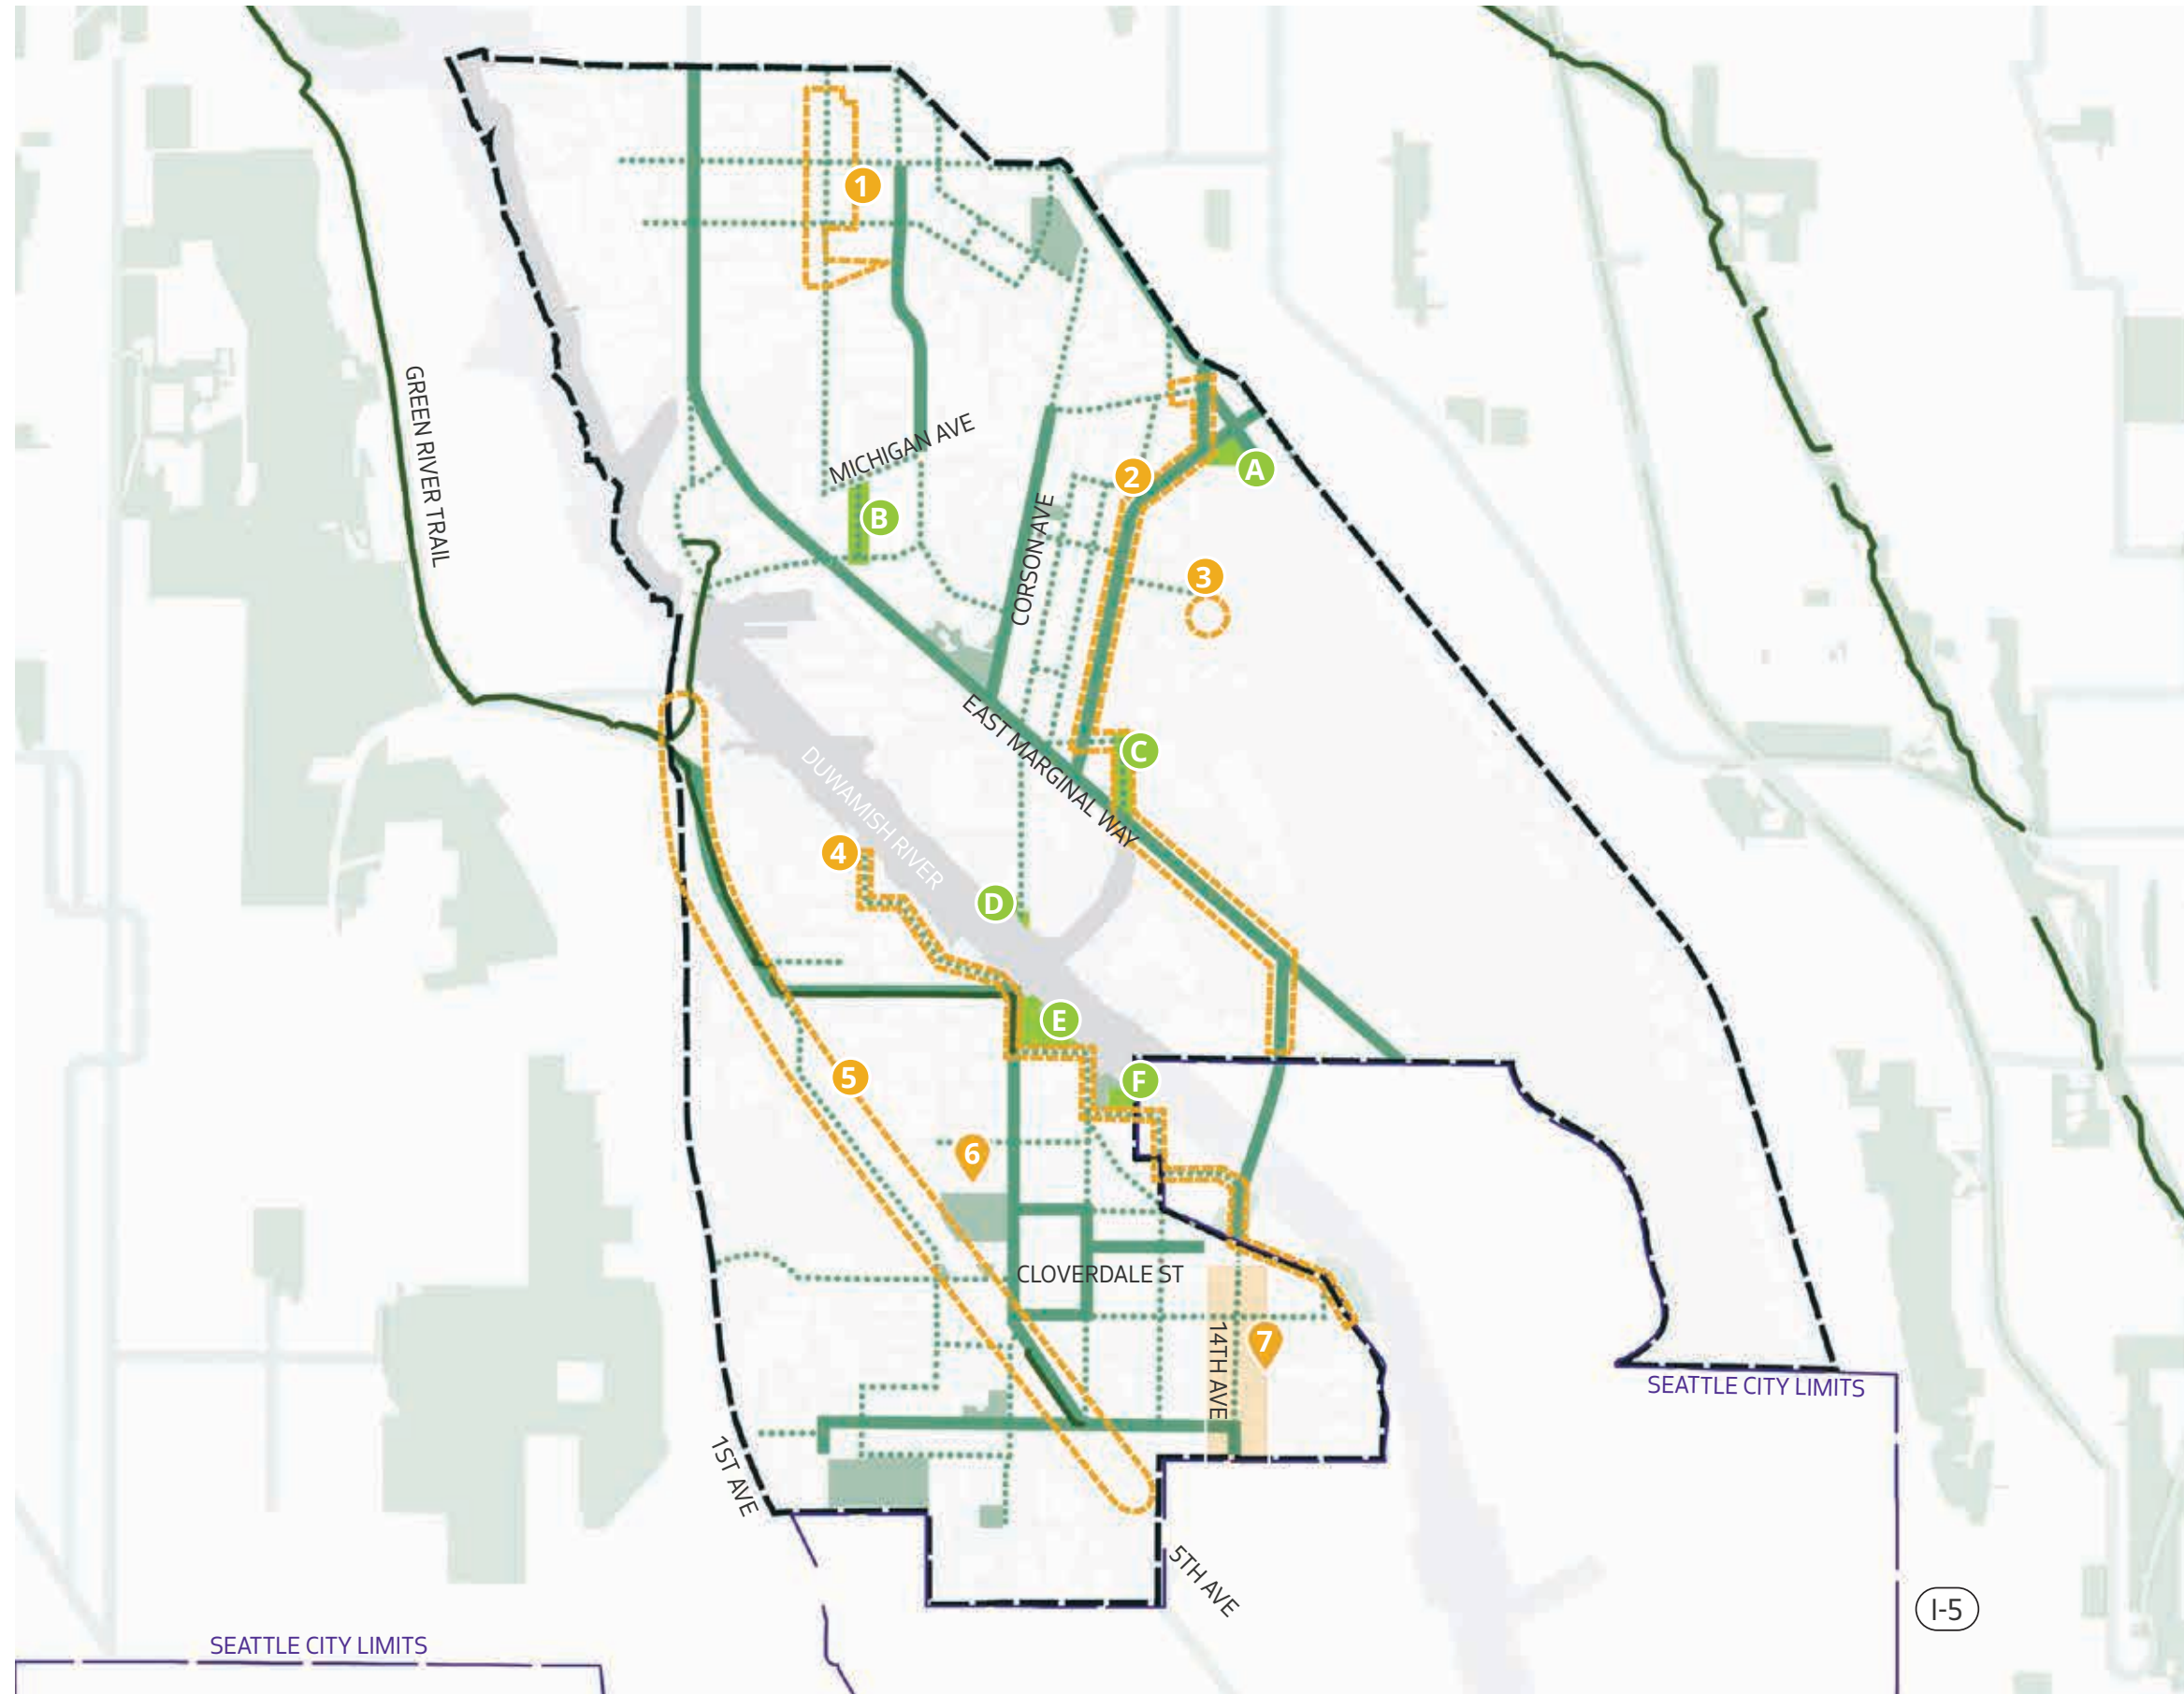 1
GREEN RIVER TRAIL
MICHIGAN AVE
A
2
B
CORSON AVE
3
EAST MARGINAL WAY
C
DUWAMISH RIVER
4
D
E
5
F
6
CLOVERDALE ST
14TH AVE
7
SEATTLE CITY LIMITS
1ST AVE
5TH AVE
I-5
SEATTLE CITY LIMITS